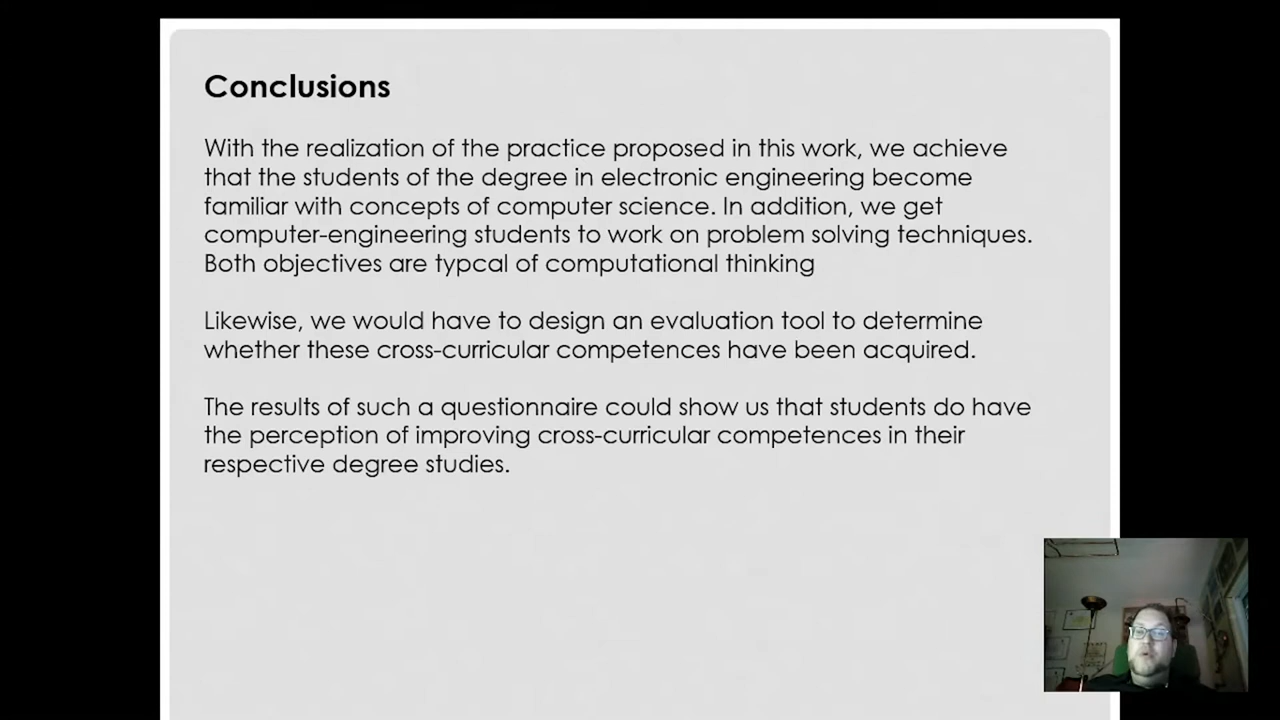 Conclusions
With the realization of the practice proposed in this work, we achieve
that the students of the degree in electronic engineering become
familiar with concepts of computer science. In addition, we get
computer-engineering students to work on problem solving techniques.
Both objectives are typcal of computational thinking
Likewise, we would have to design an evaluation tool to determine
whether these cross-curricular competences have been acquired.
The results of such a questionnaire could show us that students do have
the perception of improving cross-curricular competences in their
respective degree studies.